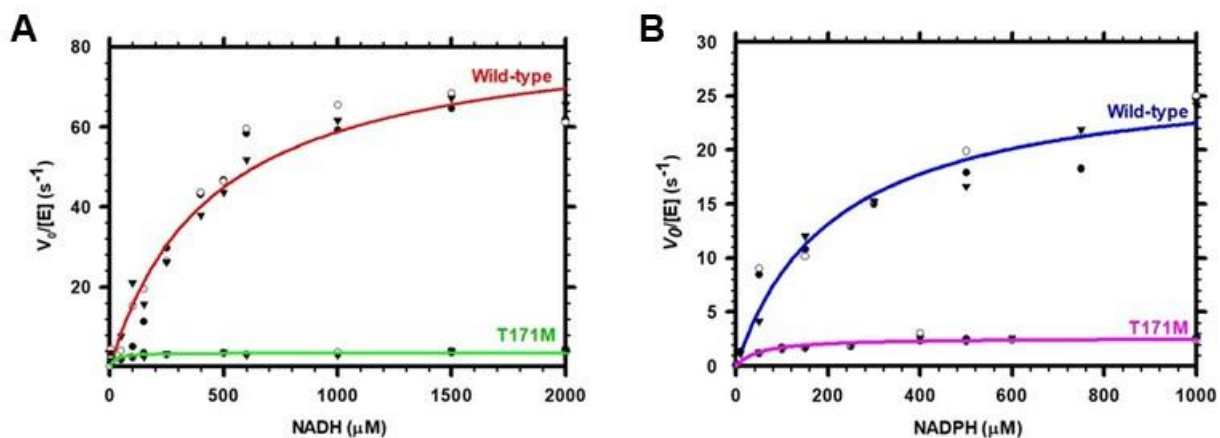 A
80
60
40
20
V₀/[E] (s⁻¹)
Wild-type
T171M
0
500
1000
1500
2000
NADH (µM)
B
30
25
20
15
10
5
0
V₀/[E] (s⁻¹)
Wild-type
T171M
0
200
400
600
800
1000
NADPH (µM)